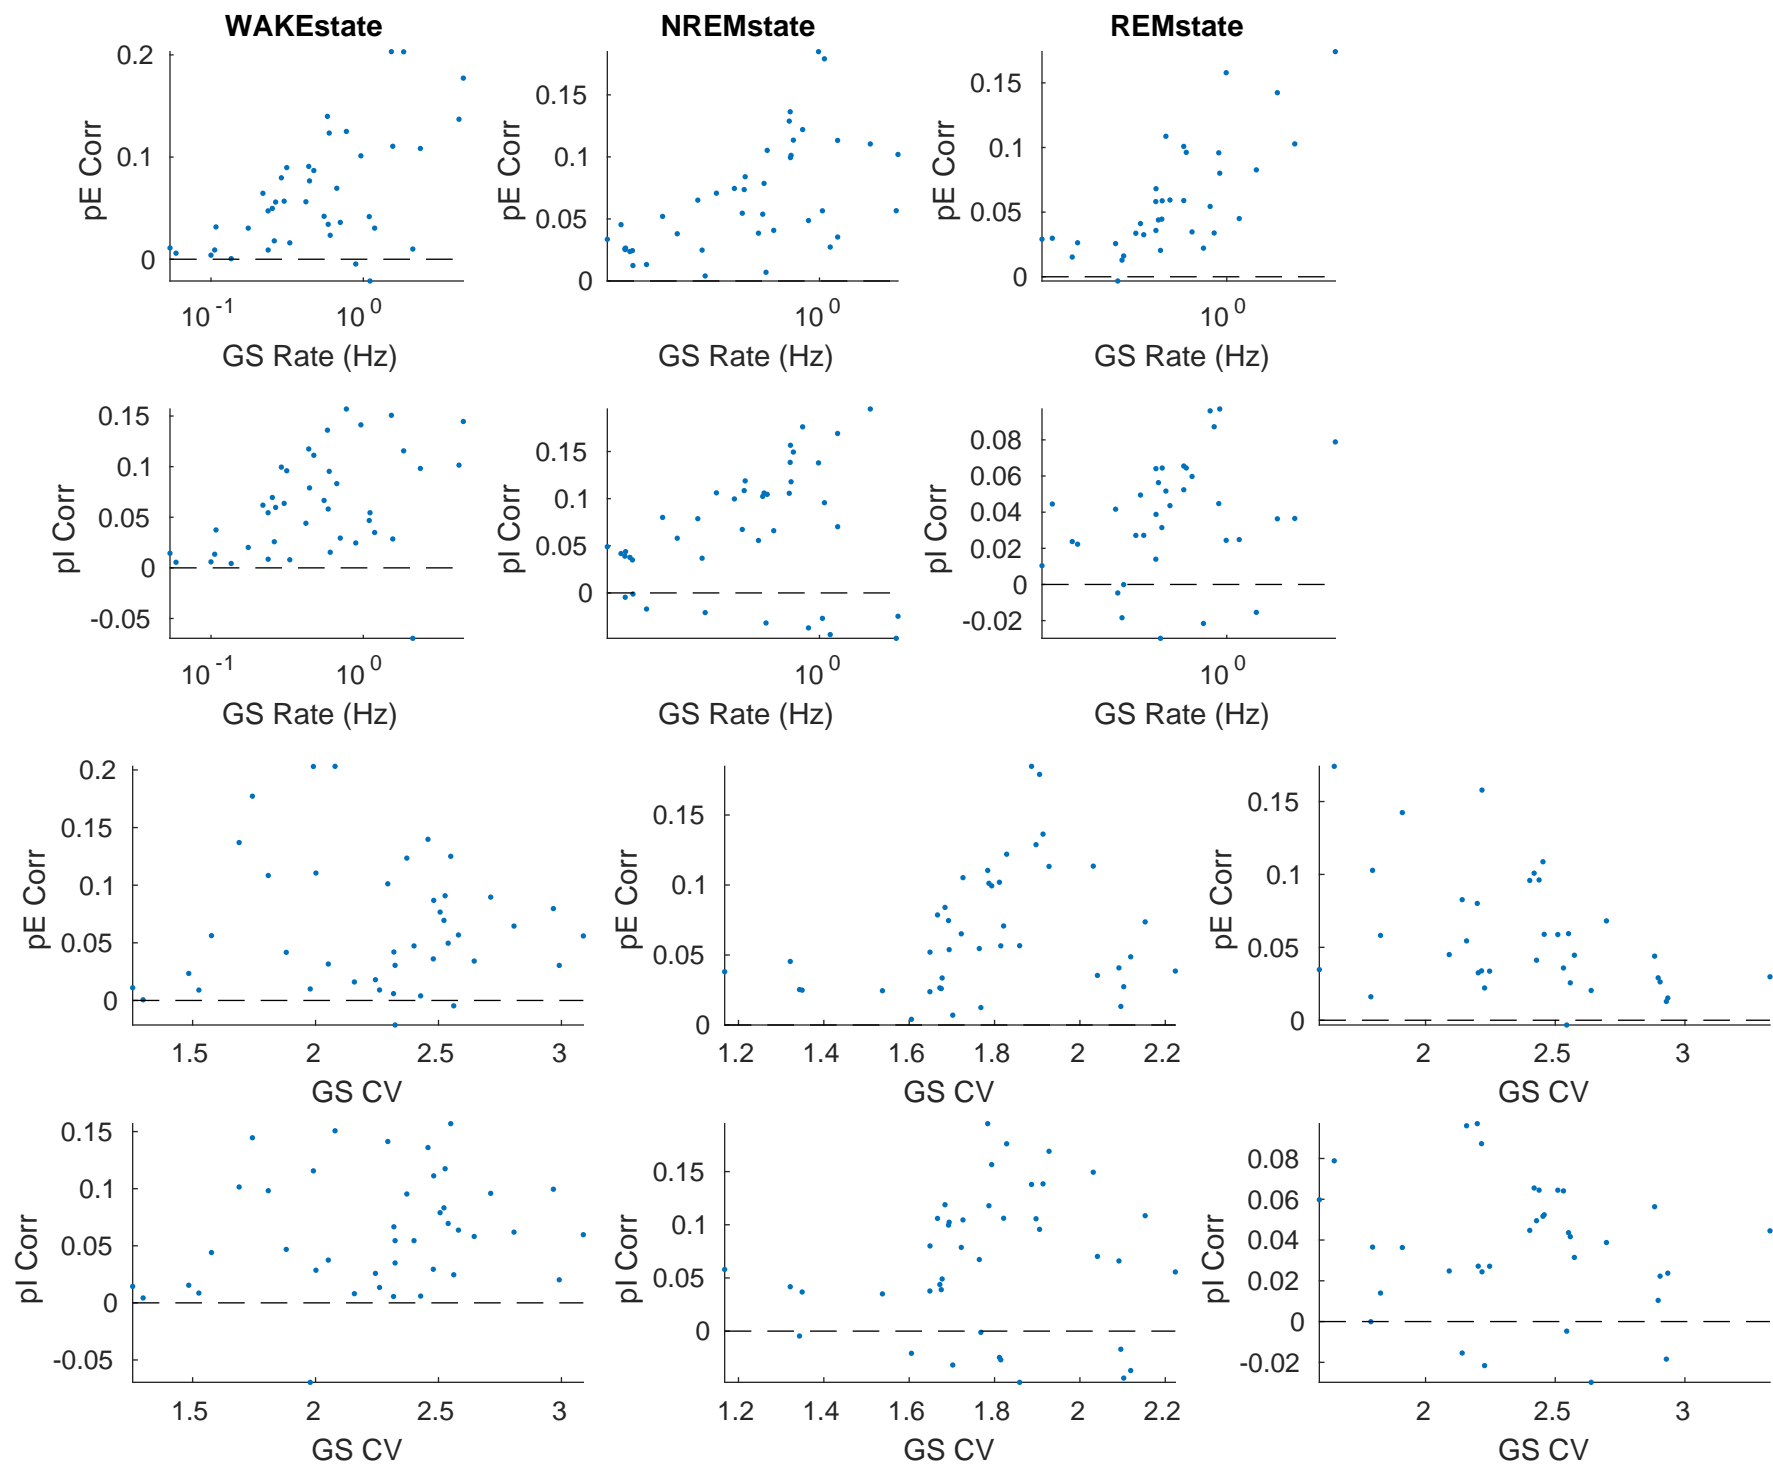 WAKEstate NREMstate REMstate
0.2
0.1
0
pE Corr
10^-1 10^0
GS Rate (Hz)
0.15
0.1
0.05
0
pE Corr
10^0
GS Rate (Hz)
0.15
0.1
0.05
0
pE Corr
10^0
GS Rate (Hz)
0.15
0.1
0.05
0
-0.05
pI Corr
10^-1 10^0
GS Rate (Hz)
0.15
0.1
0.05
0
pI Corr
10^0
GS Rate (Hz)
0.08
0.06
0.04
0.02
0
-0.02
pI Corr
10^0
GS Rate (Hz)
0.2
0.15
0.1
0.05
0
pE Corr
1.5 2 2.5 3
GS CV
0.15
0.1
0.05
0
pE Corr
1.2 1.4 1.6 1.8 2 2.2
GS CV
0.15
0.1
0.05
0
pE Corr
2 2.5 3
GS CV
0.15
0.1
0.05
0
-0.05
pI Corr
1.5 2 2.5 3
GS CV
0.15
0.1
0.05
0
pI Corr
1.2 1.4 1.6 1.8 2 2.2
GS CV
0.08
0.06
0.04
0.02
0
-0.02
pI Corr
2 2.5 3
GS CV